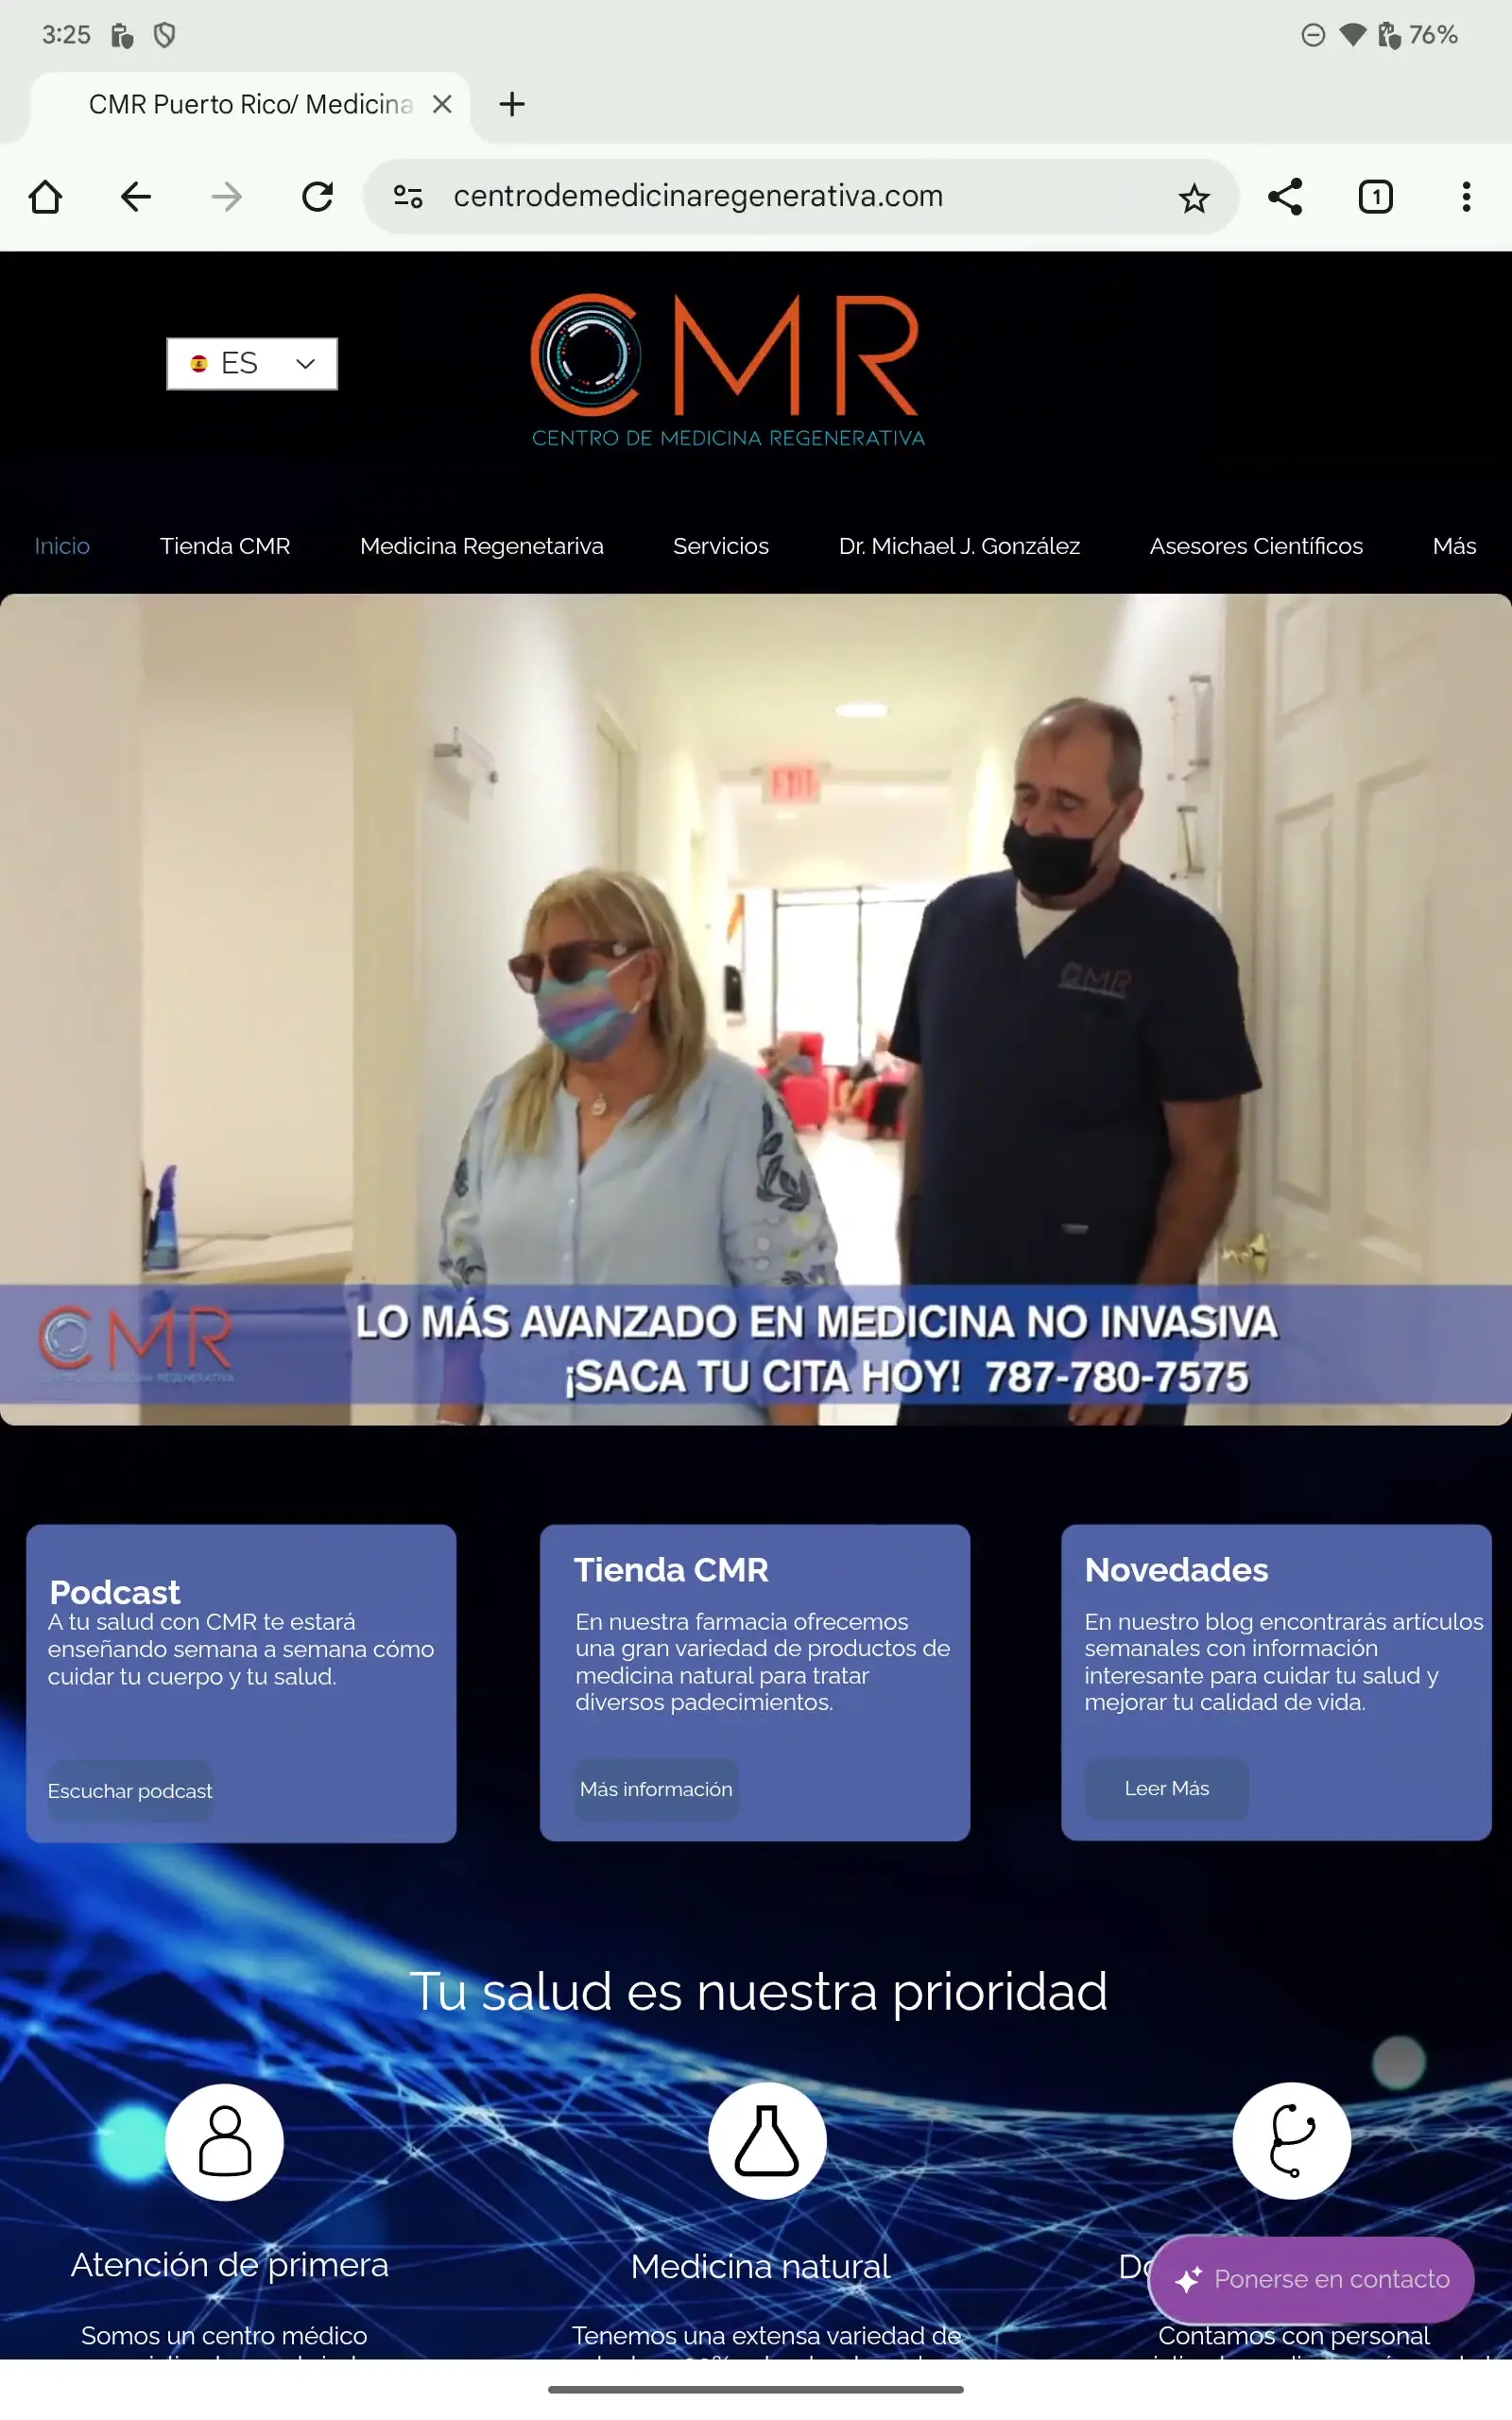 3:25
76%
CMR Puerto Rico/ Medicina
centrodemedicinaregenerativa.com
1
ES
CMR
CENTRO DE MEDICINA REGENERATIVA
Inicio Tienda CMR Medicina Regenetariva Servicios Dr. Michael J. González Asesores Científicos Más
EXIT
CMR
CMR
LO MÁS AVANZADO EN MEDICINA NO INVASIVA
¡SACA TU CITA HOY! 787-780-7575
Podcast
A tu salud con CMR te estará
enseñando semana a semana cómo
cuidar tu cuerpo y tu salud.
Escuchar podcast
Tienda CMR
En nuestra farmacia ofrecemos
una gran variedad de productos de
medicina natural para tratar
diversos padecimientos.
Más información
Novedades
En nuestro blog encontrarás artículos
semanales con información
interesante para cuidar tu salud y
mejorar tu calidad de vida.
Leer Más
Tu salud es nuestra prioridad
Atención de primera
Somos un centro médico
Medicina natural
Tenemos una extensa variedad de
Ponerse en contacto
Contamos con personal